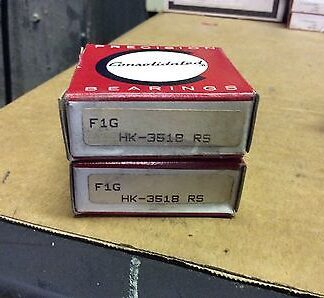 PRECISION
Consolidated
BEARINGS
F1G
HK-3518 RS
F1G
HK-3518 RS